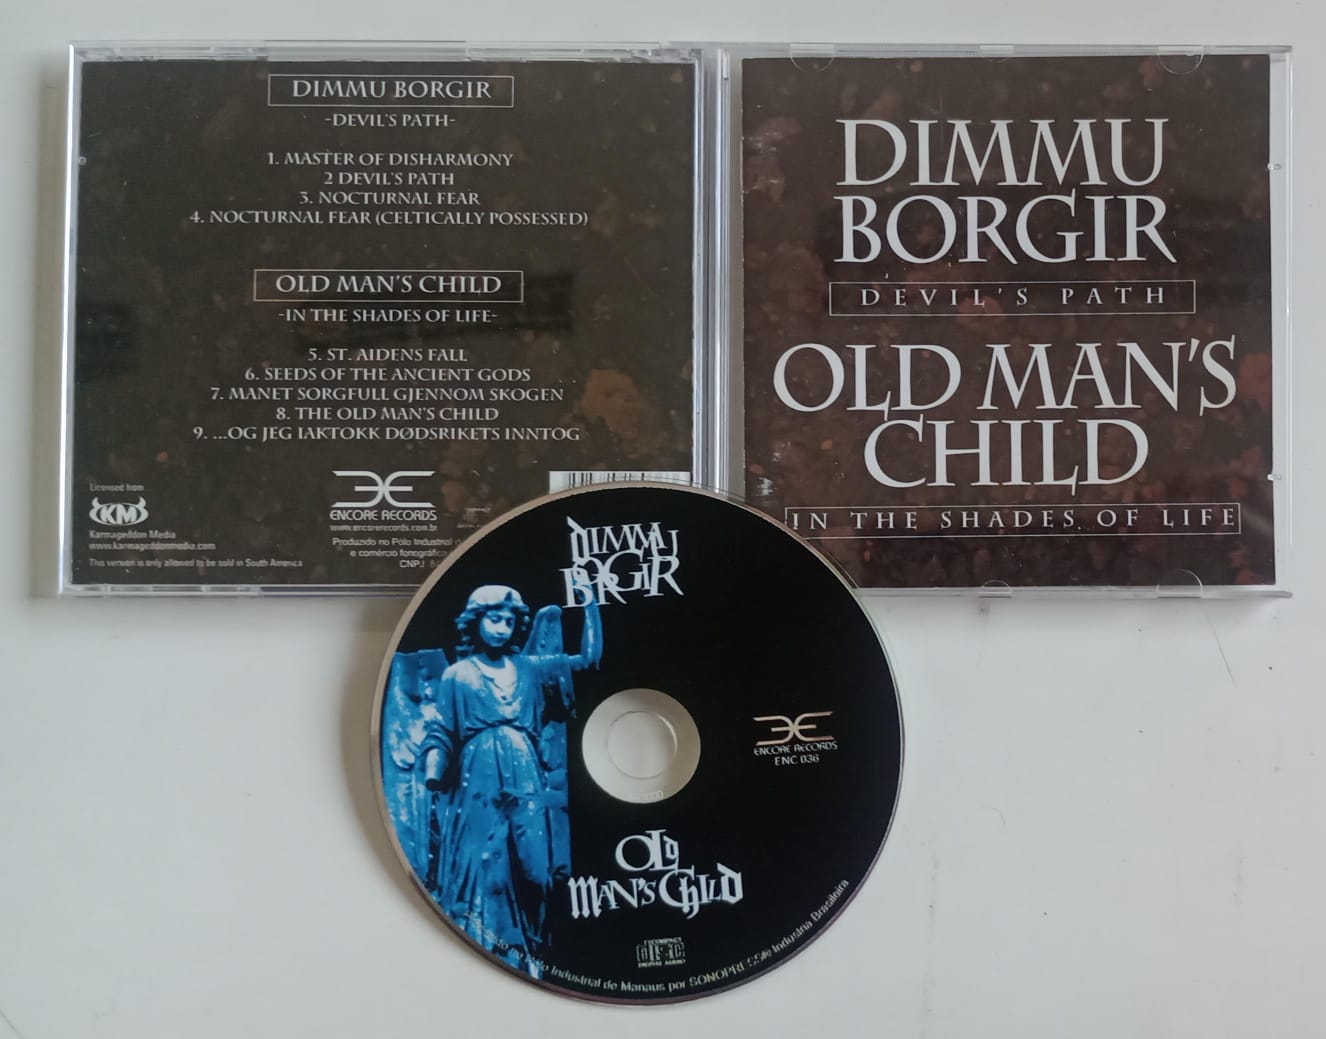 DIMMU BORGIR
-DEVIL'S PATH-
1. MASTER OF DISHARMONY
2 DEVIL'S PATH
3. NOCTURNAL FEAR
4. NOCTURNAL FEAR (CELTICALLY POSSESSED)
OLD MAN'S CHILD
-IN THE SHADES OF LIFE-
5. ST. AIDENS FALL
6. SEEDS OF THE ANCIENT GODS
7. MANET SORGFULL GJENNOM SKOGEN
8. THE OLD MAN'S CHILD
9. ...OG JEG IAKTOKK DØDSRIKETS INNTOG
Licensed from
KM
Karmageddon Media
www.karmageddonmedia.com
This version is only allowed to be sold in South America
ENCORE RECORDS
www.encorerecords.com.br
Produzido no Pólo Industrial
e comércio fonográfica
CNPJ
DIMMU
BORGIR
DEVIL'S PATH
OLD MAN'S
CHILD
IN THE SHADES OF LIFE
DIMMU
BORGIR
ENCORE RECORDS
ENC 036
OLD
MAN'S CHILD
COMPACT
disc
DIGITAL AUDIO
Pólo Industrial de Manaus por SONOPRESS® Industria Brasileira